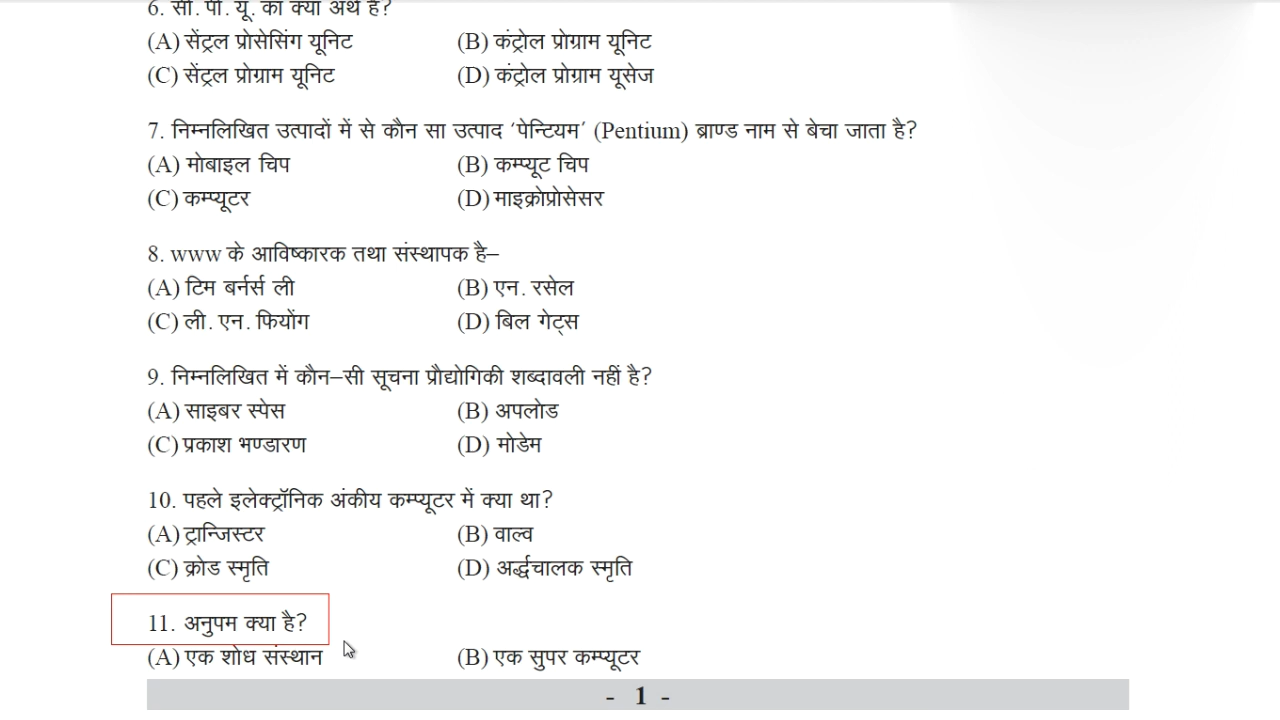 6. सी. पी. यू. का क्या अर्थ है?
(A) सेंट्रल प्रोसेसिंग यूनिट (B) कंट्रोल प्रोग्राम यूनिट
(C) सेंट्रल प्रोग्राम यूनिट (D) कंट्रोल प्रोग्राम यूसेज
7. निम्नलिखित उत्पादों में से कौन सा उत्पाद ‘पेन्टियम’ (Pentium) ब्राण्ड नाम से बेचा जाता है?
(A) मोबाइल चिप (B) कम्प्यूट चिप
(C) कम्प्यूटर (D) माइक्रोप्रोसेसर
8. www के आविष्कारक तथा संस्थापक है–
(A) टिम बर्नर्स ली (B) एन. रसेल
(C) ली. एन. फियोंग (D) बिल गेट्स
9. निम्नलिखित में कौन–सी सूचना प्रौद्योगिकी शब्दावली नहीं है?
(A) साइबर स्पेस (B) अपलोड
(C) प्रकाश भण्डारण (D) मोडेम
10. पहले इलेक्ट्रॉनिक अंकीय कम्प्यूटर में क्या था?
(A) ट्रान्जिस्टर (B) वाल्व
(C) क्रोड स्मृति (D) अर्द्धचालक स्मृति
11. अनुपम क्या है?
(A) एक शोध संस्थान (B) एक सुपर कम्प्यूटर
- 1 -